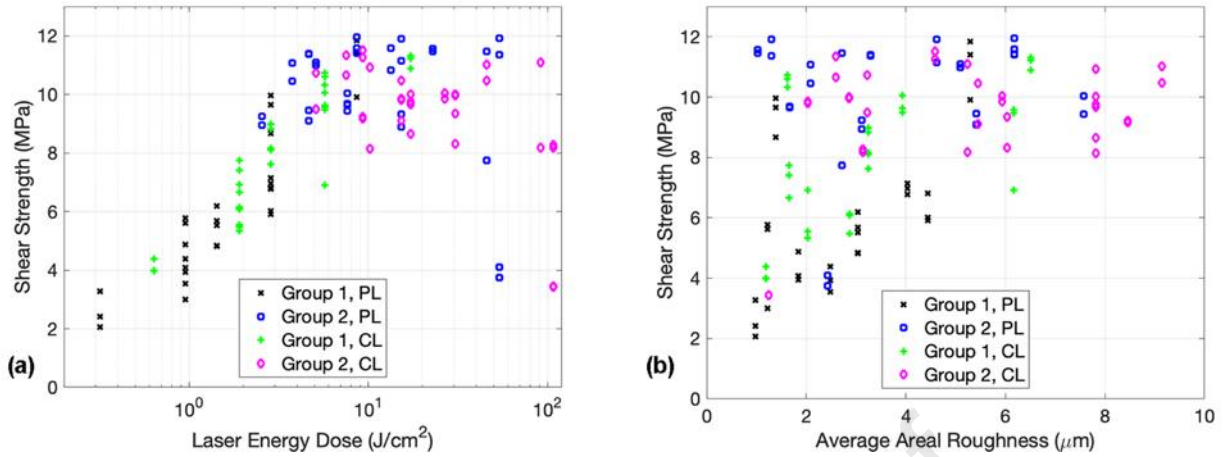 12
10
8
6
4
2
0
Shear Strength (MPa)
Group 1, PL
Group 2, PL
Group 1, CL
Group 2, CL
(a)
10⁰ 10¹ 10²
Laser Energy Dose (J/cm²)
12
10
8
6
4
2
0
Shear Strength (MPa)
Group 1, PL
Group 2, PL
Group 1, CL
Group 2, CL
(b)
0 2 4 6 8 10
Average Areal Roughness (μm)